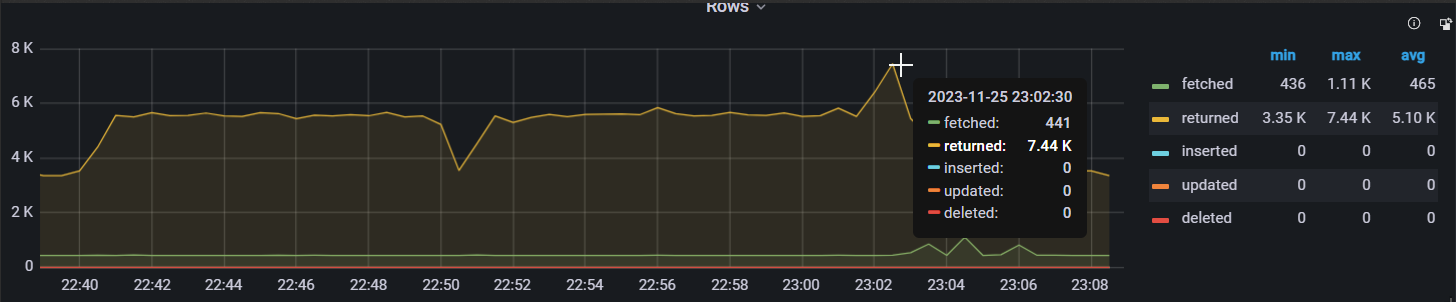 Rows
8 K
6 K
4 K
2 K
0
22:40 22:42 22:44 22:46 22:48 22:50 22:52 22:54 22:56 22:58 23:00 23:02 23:04 23:06 23:08
2023-11-25 23:02:30
fetched: 441
returned: 7.44 K
inserted: 0
updated: 0
deleted: 0
min max avg
fetched 436 1.11 K 465
returned 3.35 K 7.44 K 5.10 K
inserted 0 0 0
updated 0 0 0
deleted 0 0 0